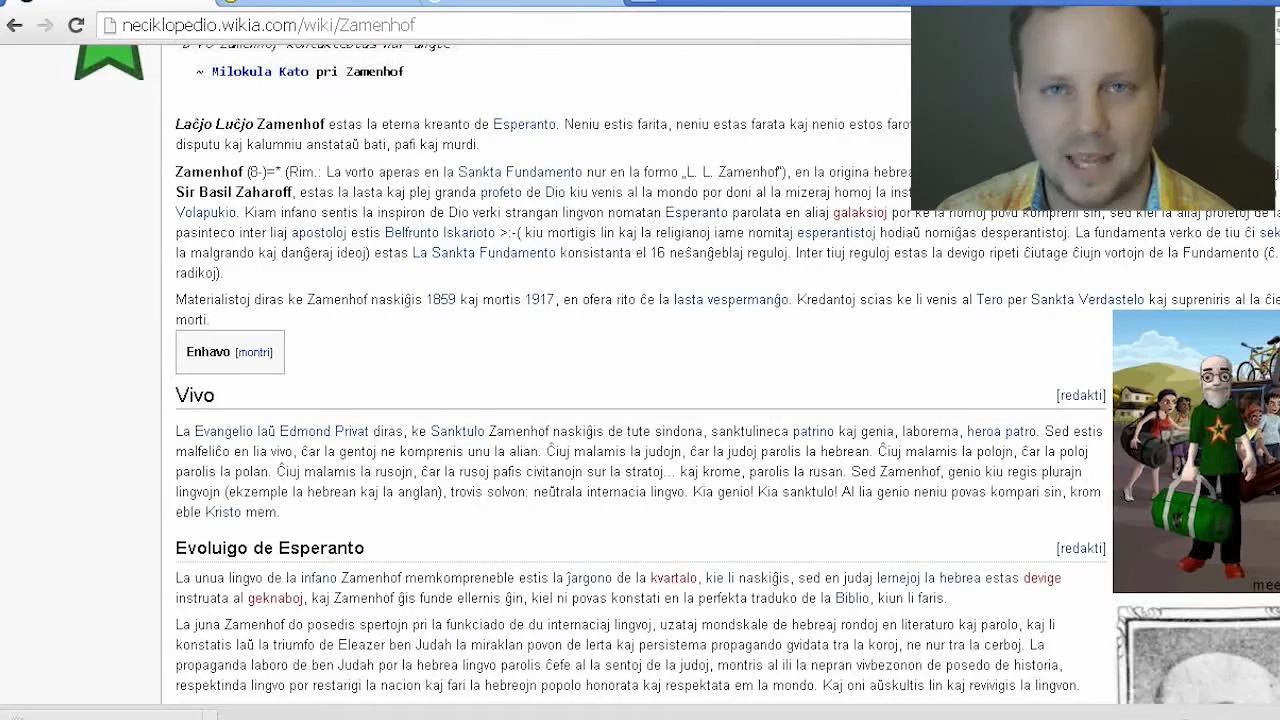 neciklopedio.wikia.com/wiki/Zamenhof
~ Milokula Kato pri Zamenhof
Laĉjo Luĉjo Zamenhof estas la eterna kreanto de Esperanto. Neniu estis farita, neniu estas farata kaj nenio estos
disputu kaj kalumniu anstataŭ bati, pafi kaj murdi.
Zamenhof (8-)=* (Rim.: La vorto aperas en la Sankta Fundamento nur en la formo „L. L. Zamenhof"), en la origina
Sir Basil Zaharoff, estas la lasta kaj plej granda profeto de Dio kiu venis al la mondo por doni al la mizeraj homoj la
Volapukio. Kiam infano sentis la inspiron de Dio verki strangan lingvon nomatan Esperanto parolata en aliaj galaksioj por ke la homoj povu kompreni sin, sed kiel la aliaj profetoj de
pasinteco inter liaj apostoloj estis Belfrunto Iskarioto >:-( kiu mortigis lin kaj la religianoj iame nomitaj esperantistoj hodiaŭ nomiĝas desperantistoj. La fundamenta verko de tiu ĉi
la malgrando kaj danĝeraj ideoj) estas La Sankta Fundamento konsistanta el 16 neŝanĝeblaj reguloj. Inter tiuj reguloj estas la devigo ripeti ĉiutage ĉiujn vortojn de la Fundamento (ĉ
radikoj).
Materialistoj diras ke Zamenhof naskiĝis 1859 kaj mortis 1917, en ofera rito ĉe la lasta vespermanĝo. Kredantoj scias ke li venis al Tero per Sankta Verdastelo kaj supreniris al la
morti.
Enhavo [montri]
Vivo
[redakti]
La Evangelio laŭ Edmond Privat diras, ke Sanktulo Zamenhof naskiĝis de tute sindona, sanktulineca patrino kaj genia, laborema, heroa patro. Sed estis
malfeliĉo en lia vivo, ĉar la gentoj ne komprenis unu la alian. Ĉiuj malamis la judojn, ĉar la judoj parolis la hebrean. Ĉiuj malamis la polojn, ĉar la poloj
parolis la polan. Ĉiuj malamis la rusojn, ĉar la rusoj pafis civitanojn sur la stratoj... kaj krome, parolis la rusan. Sed Zamenhof, genio kiu regis plurajn
lingvojn (ekzemple la hebrean kaj la anglan), trovis solvon: neŭtrala internacia lingvo. Kia genio! Kia sanktulo! Al lia genio neniu povas kompari sin, krom
eble Kristo mem.
Evoluigo de Esperanto
[redakti]
La unua lingvo de la infano Zamenhof memkompreneble estis la ĵargono de la kvartalo, kie li naskiĝis, sed en judaj lernejoj la hebrea estas devige
instruata al geknaboj, kaj Zamenhof ĝis funde ellernis ĝin, kiel ni povas konstati en la perfekta traduko de la Biblio, kiun li faris.
La juna Zamenhof do posedis spertojn pri la funkciado de du internaciaj lingvoj, uzataj mondskale de hebreaj rondoj en literaturo kaj parolo, kaj li
konstatis laŭ la triumfo de Eleazer ben Judah la miraklan povon de lerta kaj persistema propagando gvidata tra la koroj, ne nur tra la cerboj. La
propaganda laboro de ben Judah por la hebrea lingvo parolis ĉefe al la sentoj de la judoj, montris al ili la nepran vivbezonon de posedo de historia,
respektinda lingvo por restarigi la nacion kaj fari la hebreojn popolo honorata kaj respektata em la mondo. Kaj oni aŭskultis lin kaj revivigis la lingvon.